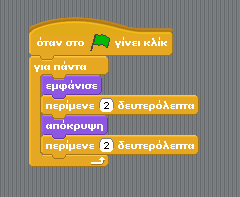 όταν στο γίνει κλίκ
για πάντα
εμφάνισε
περίμενε 2 δευτερόλεπτα
απόκρυψη
περίμενε 2 δευτερόλεπτα